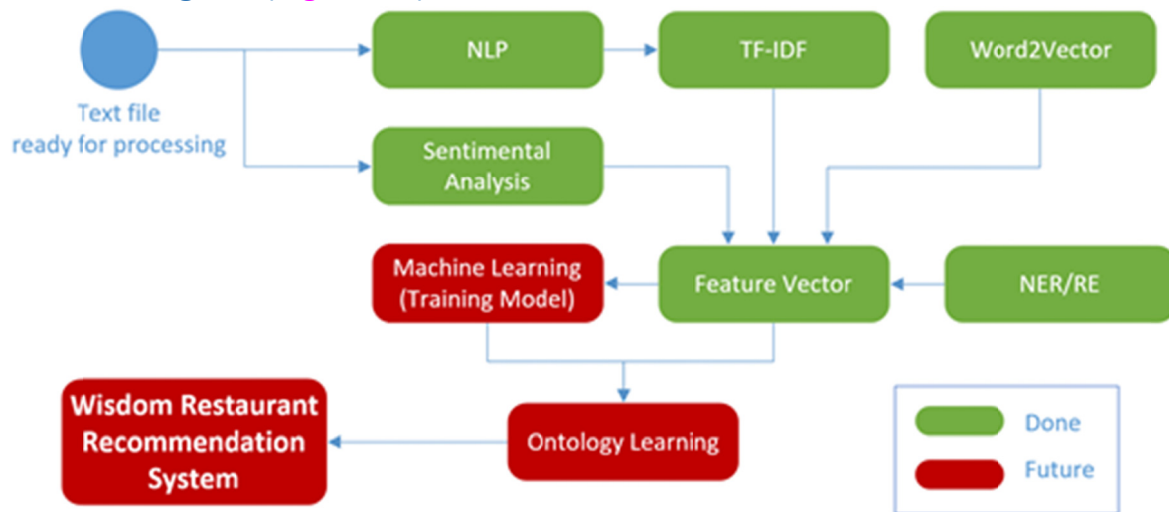 NLP
TF-IDF
Word2Vector
Text file
ready for processing
Sentimental
Analysis
Machine Learning
(Training Model)
Feature Vector
NER/RE
Wisdom Restaurant
Recommendation
System
Ontology Learning
Done
Future